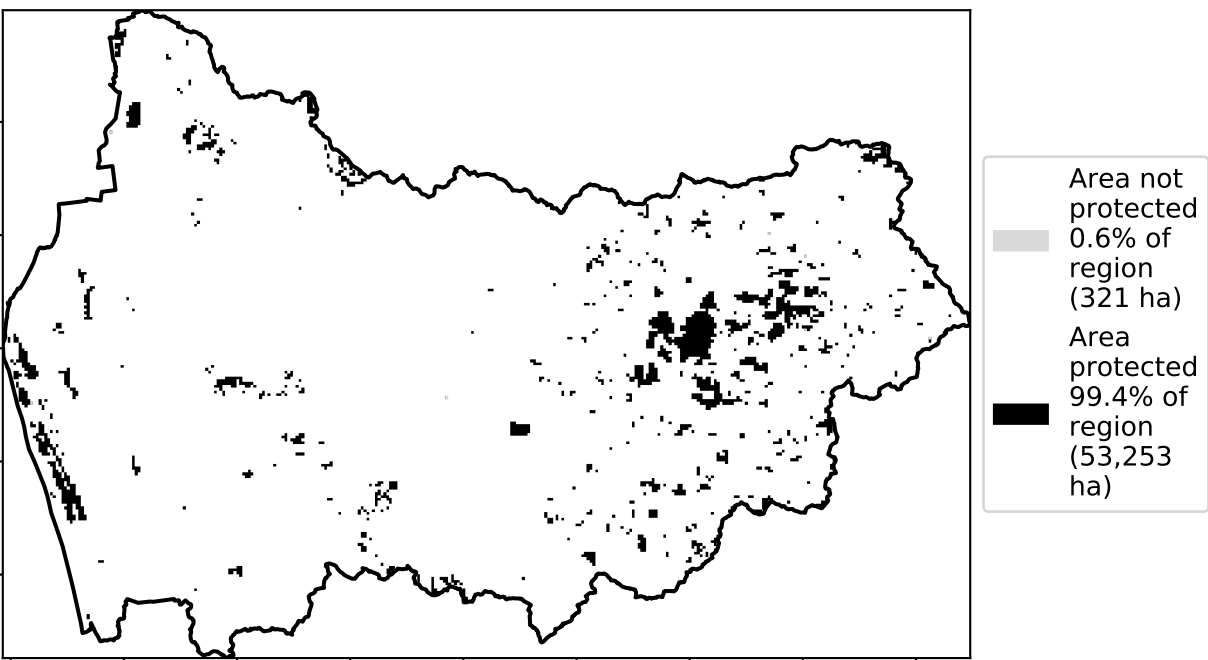 Area not
protected
0.6% of
region
(321 ha)
Area
protected
99.4% of
region
(53,253
ha)